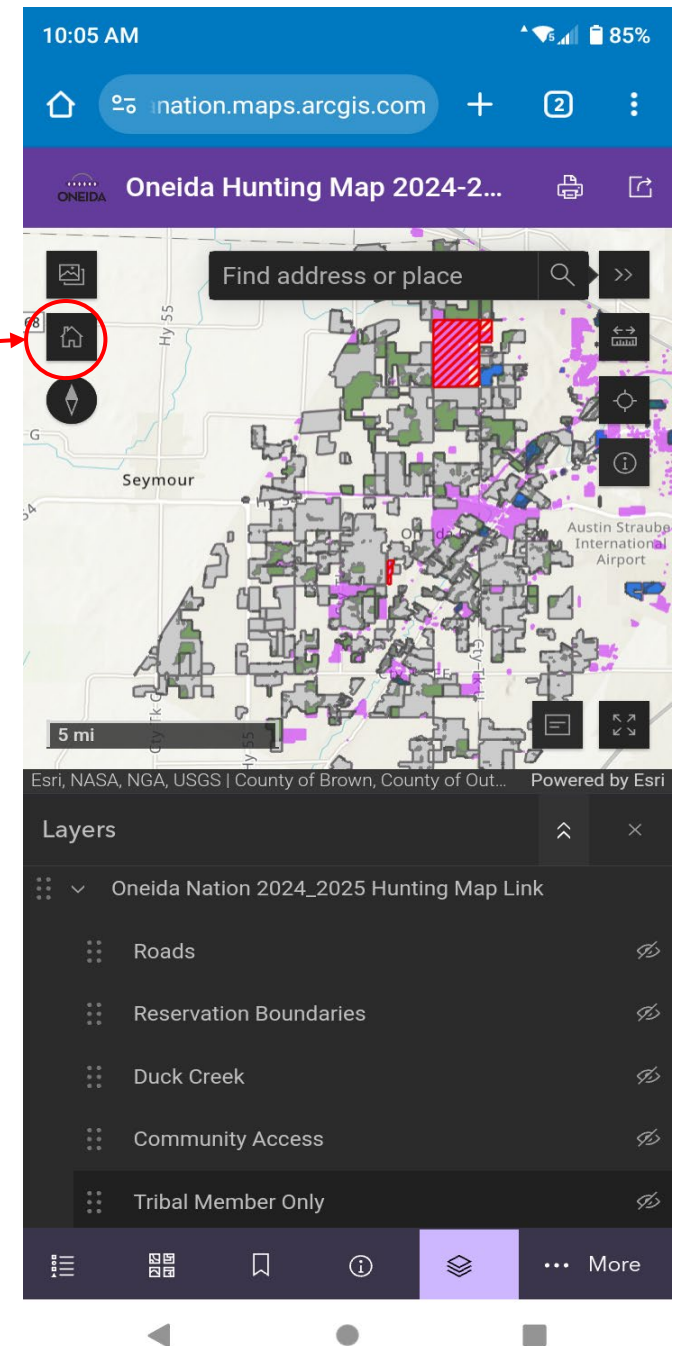 10:05 AM
5
85%
nation.maps.arcgis.com
2
ONEIDA
Oneida Hunting Map 2024-2...
Find address or place
Hy 55
G
Seymour
Austin Straube
International
Airport
Hy 55
5 mi
Esri, NASA, NGA, USGS | County of Brown, County of Out...
Powered by Esri
Layers
Oneida Nation 2024_2025 Hunting Map Link
Roads
Reservation Boundaries
Duck Creek
Community Access
Tribal Member Only
More